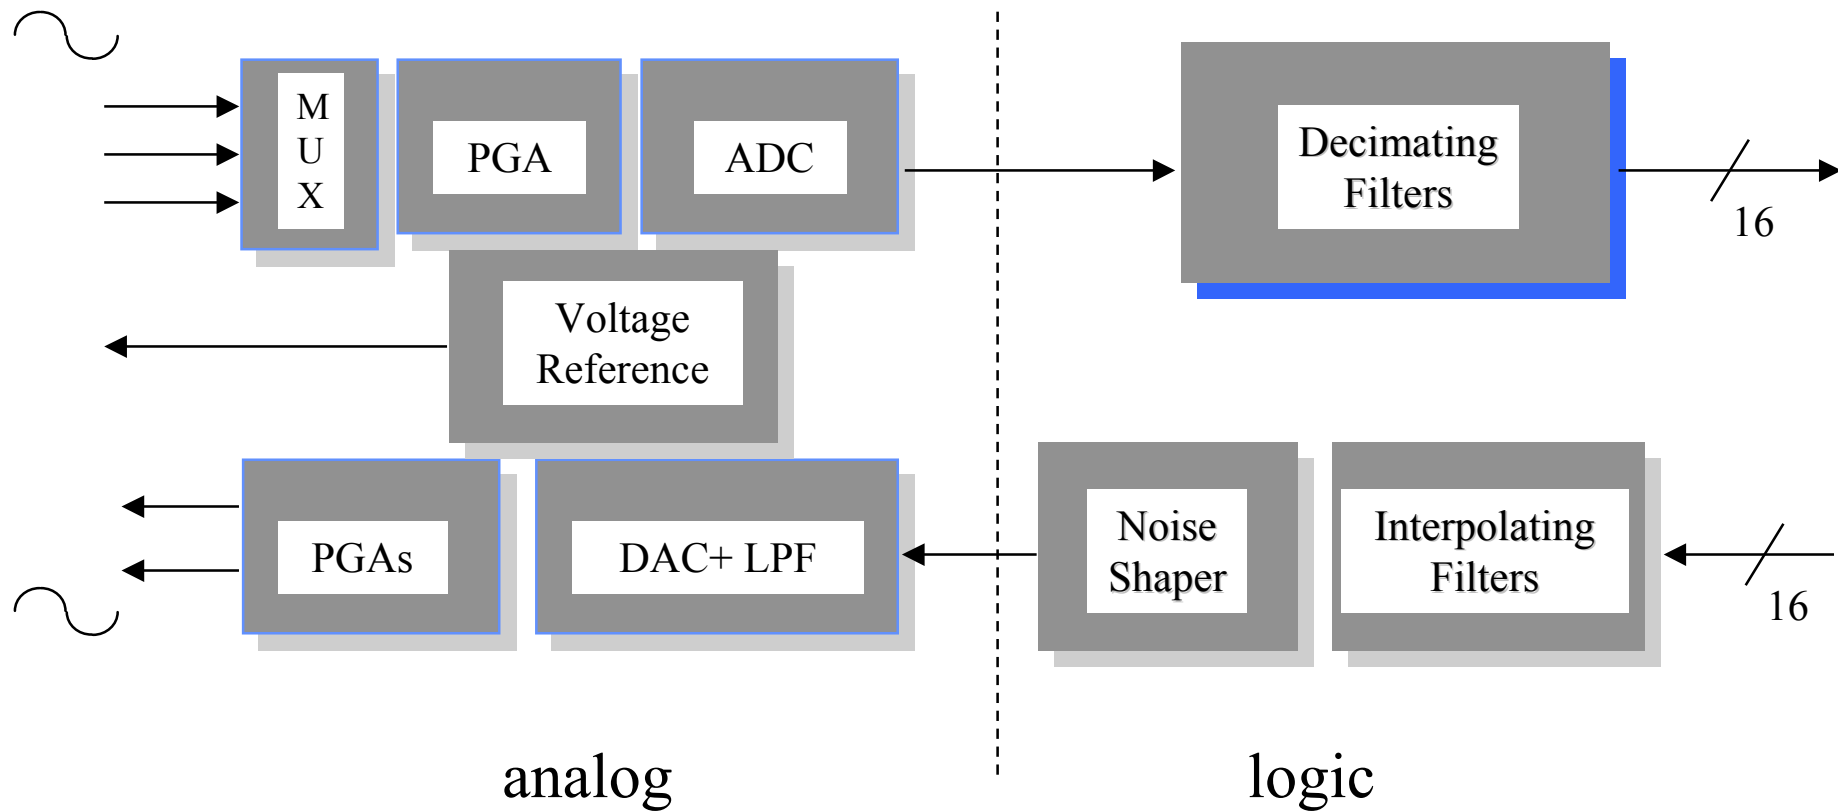 M
U
X
PGA
ADC
Decimating
Filters
16
Voltage
Reference
PGAs
DAC+ LPF
Noise
Shaper
Interpolating
Filters
16
analog
logic